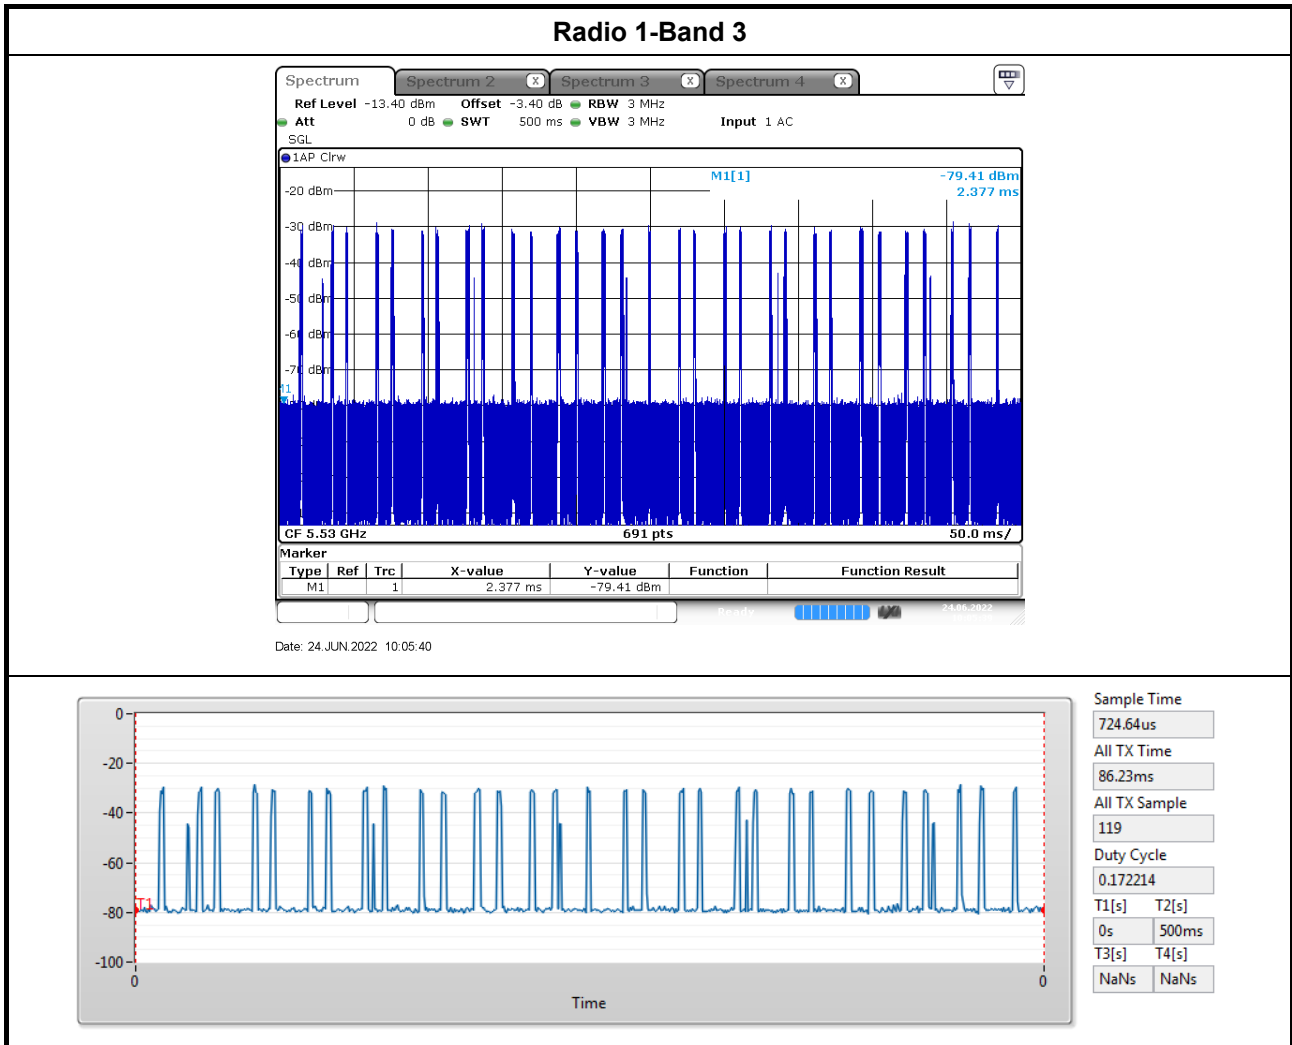 Radio 1-Band 3
Spectrum Spectrum 2 X Spectrum 3 X Spectrum 4 X
Ref Level -13.40 dBm Offset -3.40 dB RBW 3 MHz
Att 0 dB SWT 500 ms VBW 3 MHz Input 1 AC
SGL
1AP Clrw
M1[1] -79.41 dBm
2.377 ms
-20 dBm
-30 dBm
-40 dBm
-50 dBm
-60 dBm
-70 dBm
CF 5.53 GHz 691 pts 50.0 ms/
Marker
Type Ref Trc X-value Y-value Function Function Result
M1 1 2.377 ms -79.41 dBm
Ready 24.06.2022
Date: 24.JUN.2022 10:05:40
0
-20
-40
-60
-80
-100
T1
0 0
Time
Sample Time
724.64us
All TX Time
86.23ms
All TX Sample
119
Duty Cycle
0.172214
T1[s] T2[s]
0s 500ms
T3[s] T4[s]
NaNs NaNs